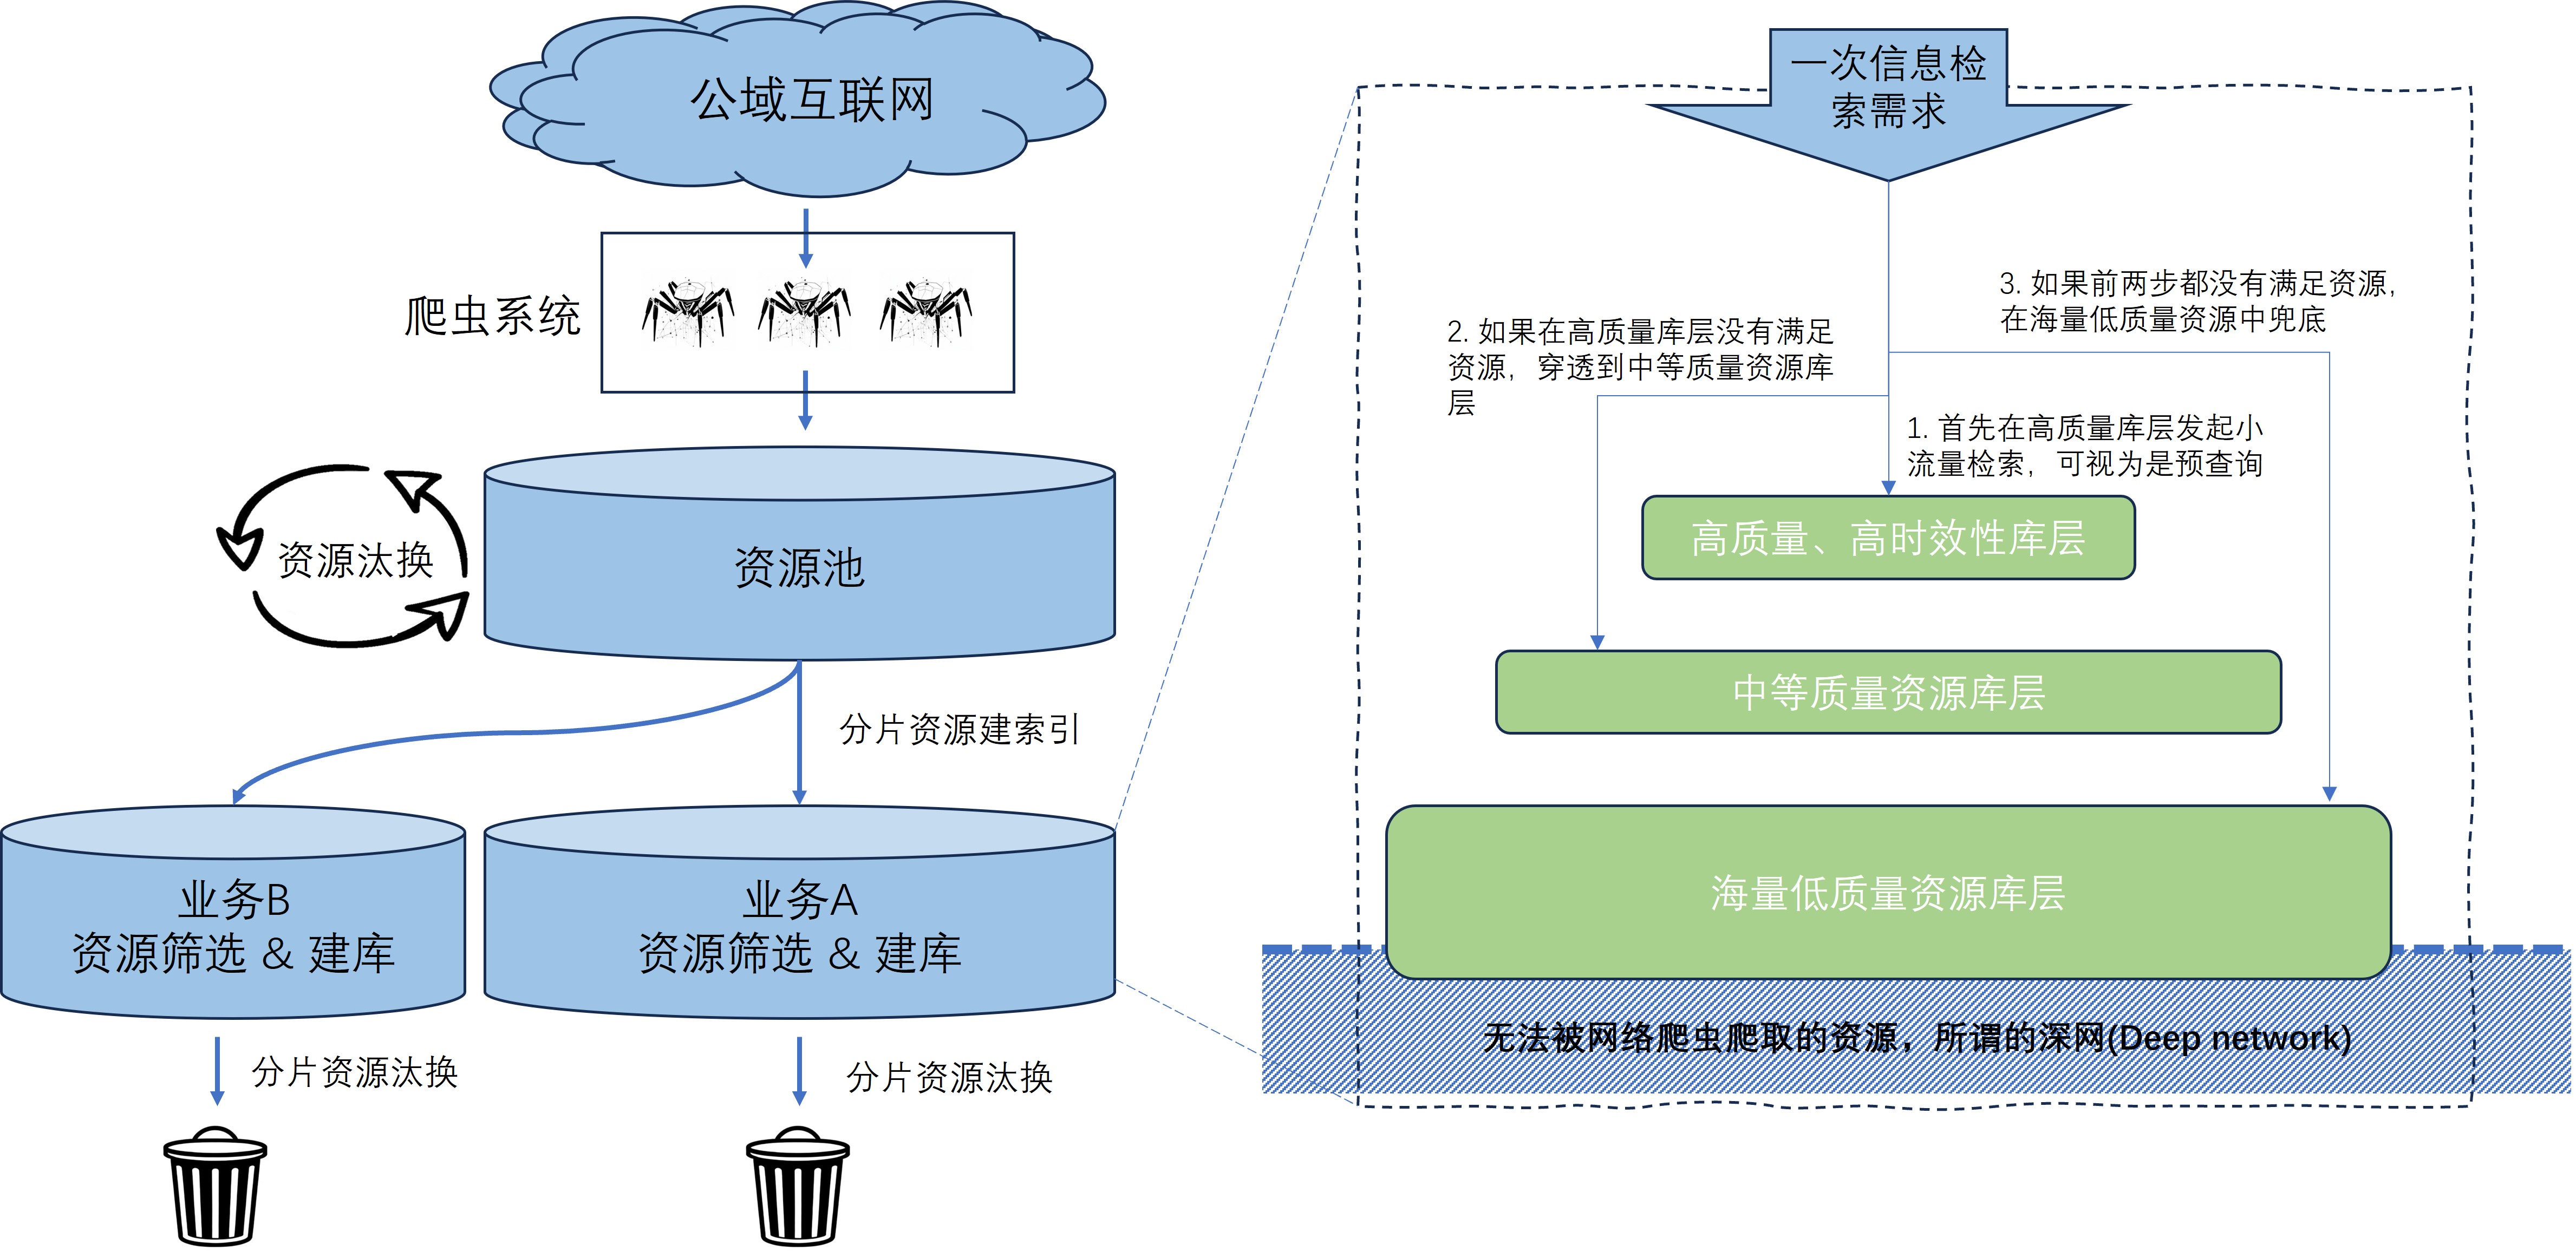 公域互联网
爬虫系统
资源汰换
资源池
分片资源建索引
业务B
资源筛选 & 建库
业务A
资源筛选 & 建库
分片资源汰换
分片资源汰换
一次信息检
索需求
3. 如果前两步都没有满足资源,
在海量低质量资源中兜底
2. 如果在高质量库层没有满足
资源，穿透到中等质量资源库
层
1. 首先在高质量库层发起小
流量检索，可视为是预查询
高质量、高时效性库层
中等质量资源库层
海量低质量资源库层
无法被网络爬虫爬取的资源，所谓的深网(Deep network)